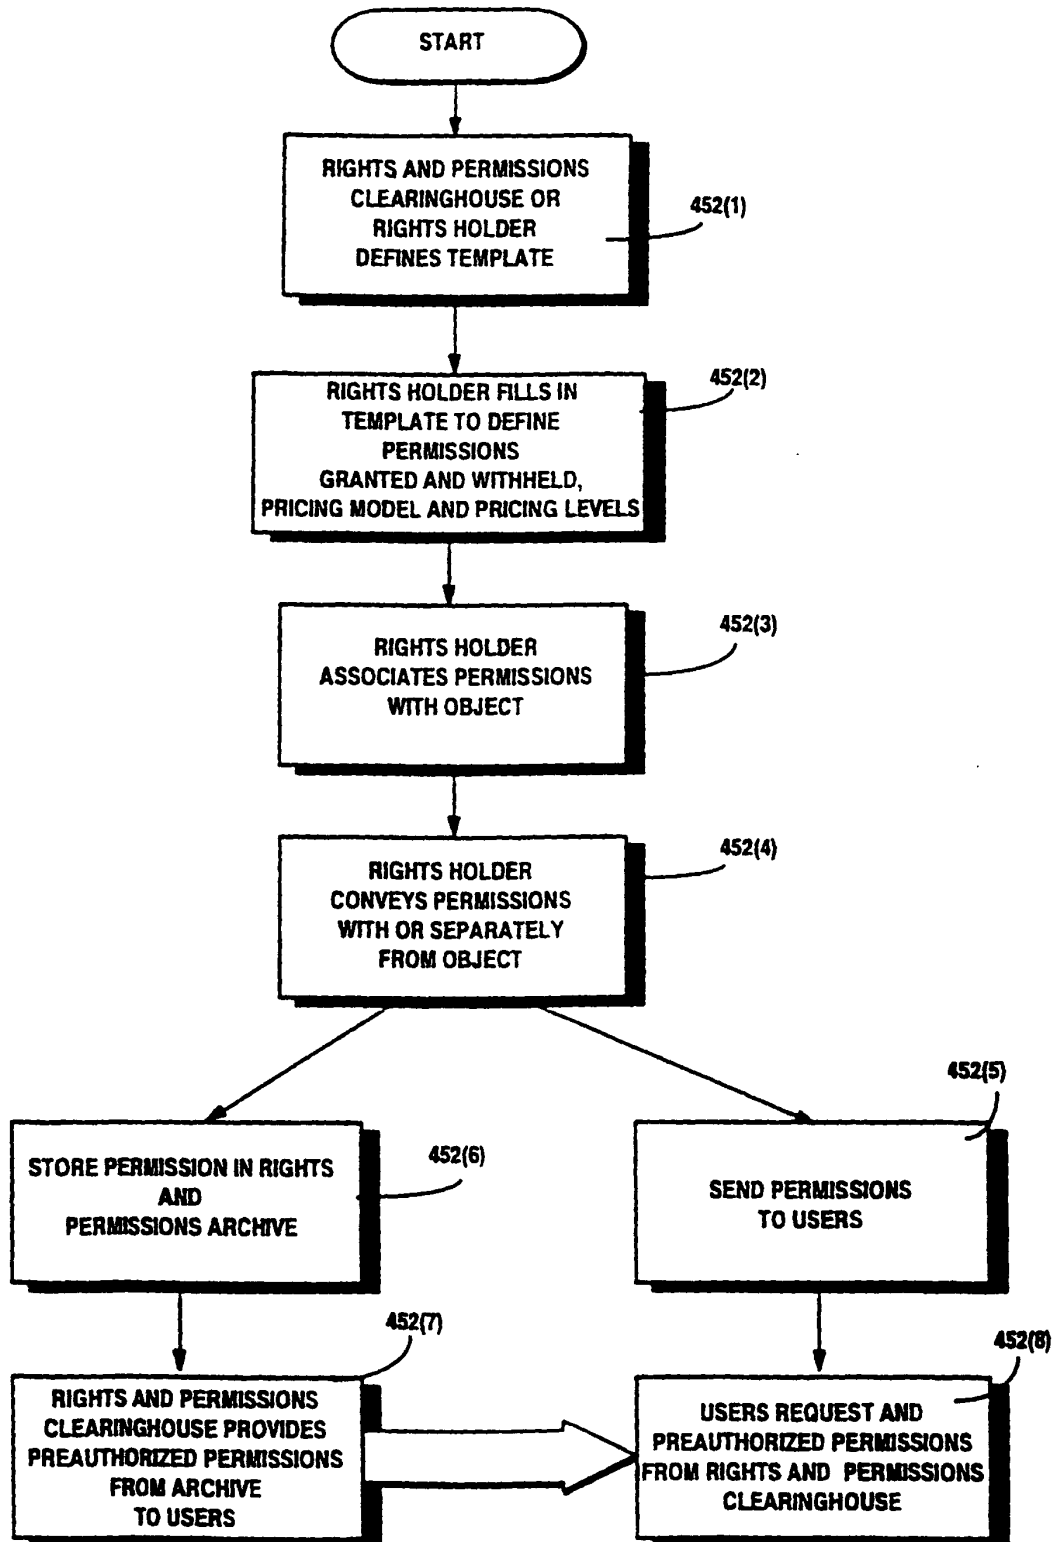 START
RIGHTS AND PERMISSIONS
CLEARINGHOUSE OR
RIGHTS HOLDER
DEFINES TEMPLATE
452(1)
RIGHTS HOLDER FILLS IN
TEMPLATE TO DEFINE
PERMISSIONS
GRANTED AND WITHHELD,
PRICING MODEL AND PRICING LEVELS
452(2)
RIGHTS HOLDER
ASSOCIATES PERMISSIONS
WITH OBJECT
452(3)
RIGHTS HOLDER
CONVEYS PERMISSIONS
WITH OR SEPARATELY
FROM OBJECT
452(4)
STORE PERMISSION IN RIGHTS
AND
PERMISSIONS ARCHIVE
452(6)
SEND PERMISSIONS
TO USERS
452(5)
RIGHTS AND PERMISSIONS
CLEARINGHOUSE PROVIDES
PREAUTHORIZED PERMISSIONS
FROM ARCHIVE
TO USERS
452(7)
USERS REQUEST AND
PREAUTHORIZED PERMISSIONS
FROM RIGHTS AND PERMISSIONS
CLEARINGHOUSE
452(8)